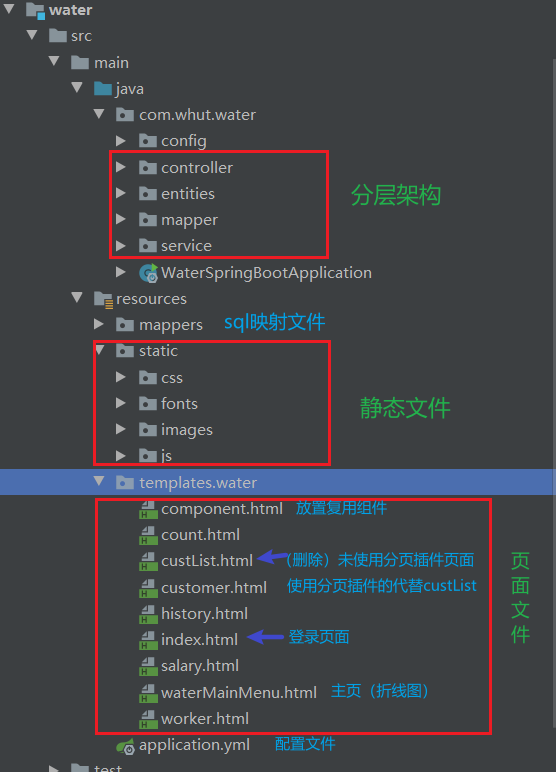 water
src
main
java
com.whut.water
config
controller
entities
分层架构
mapper
service
WaterSpringBootApplication
resources
mappers sql映射文件
static
css
fonts 静态文件
images
js
templates.water
component.html 放置复用组件
count.html
custList.html （删除）未使用分页插件页面
customer.html 使用分页插件的代替custList
history.html
index.html 登录页面
salary.html
waterMainMenu.html 主页（折线图）
worker.html
页面文件
application.yml 配置文件
test